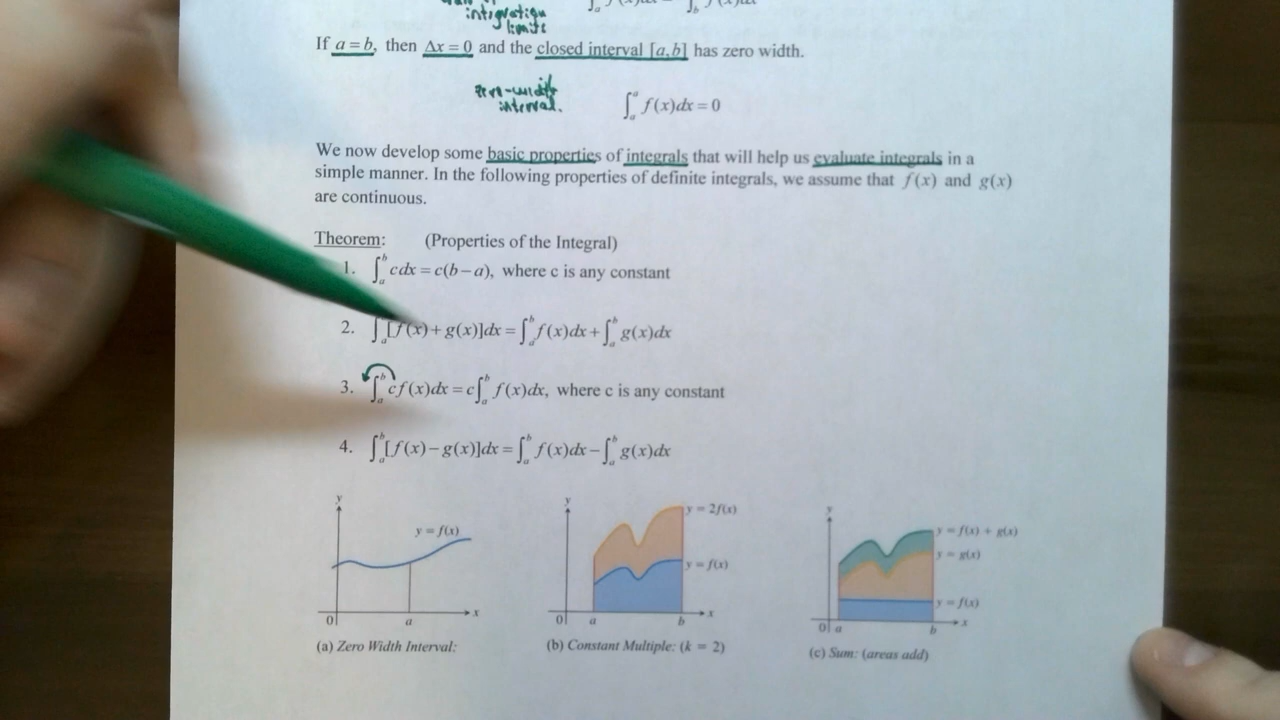 integration
limits
If a = b, then Δx = 0 and the closed interval [a,b] has zero width.
zero-width
interval.
∫_a^a f(x)dx = 0
We now develop some basic properties of integrals that will help us evaluate integrals in a
simple manner. In the following properties of definite integrals, we assume that f(x) and g(x)
are continuous.
Theorem: (Properties of the Integral)
1. ∫_a^b cdx = c(b−a), where c is any constant
2. ∫_a [f(x)+g(x)]dx = ∫_a^b f(x)dx + ∫_a^b g(x)dx
3. ∫_a^b cf(x)dx = c∫_a^b f(x)dx, where c is any constant
4. ∫_a^b [f(x)−g(x)]dx = ∫_a^b f(x)dx − ∫_a^b g(x)dx
y
y = f(x)
0 a x
(a) Zero Width Interval:
y
y = 2f(x)
y = f(x)
0 a b x
(b) Constant Multiple: (k = 2)
y
y = f(x) + g(x)
y = g(x)
y = f(x)
0 a b x
(c) Sum: (areas add)